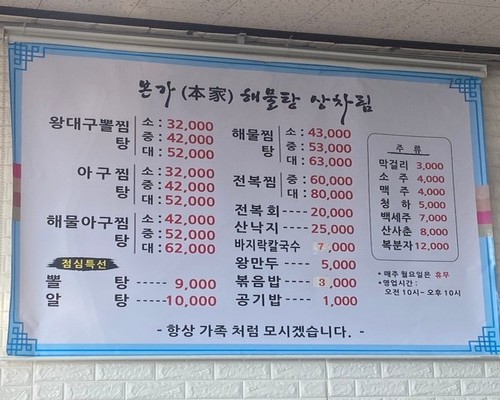 본가 (本家) 해물탕 상차림
왕대구뽈찜 탕 소 : 32,000
중 : 42,000
대 : 52,000
아구찜 탕 소 : 32,000
중 : 42,000
대 : 52,000
해물아구찜 탕 소 : 42,000
중 : 52,000
대 : 62,000
점심특선
뽈 탕 ----- 9,000
알 탕 ---- 10,000
해물찜 탕 소 : 43,000
중 : 53,000
대 : 63,000
전복찜 중 : 60,000
대 : 80,000
전복회 ---- 20,000
산낙지 ---- 25,000
바지락칼국수 7,000
왕만두 -- 5,000
볶음밥 -- 3,000
공기밥 -- 1,000
주 류
막걸리 3,000
소 주 4,000
맥 주 4,000
청 하 5,000
백세주 7,000
산사춘 8,000
복분자 12,000
* 매주 월요일은 휴무
* 영업시간 :
오전 10시~오후 10시
- 항상 가족 처럼 모시겠습니다. -